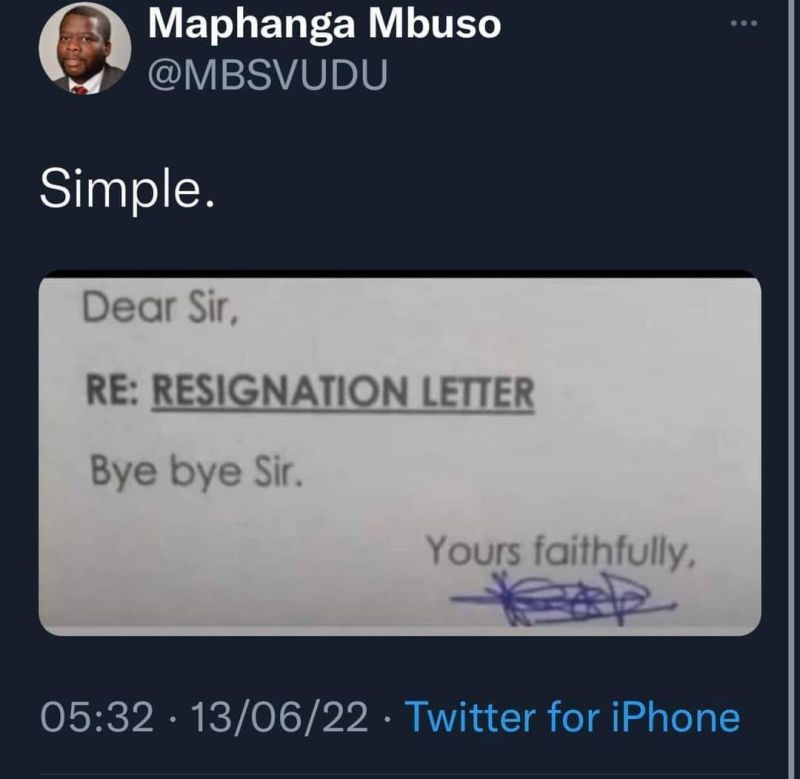 Maphanga Mbuso
@MBSVUDU
Simple.
Dear Sir,
RE: RESIGNATION LETTER
Bye bye Sir.
Yours faithfully,
05:32 · 13/06/22 · Twitter for iPhone